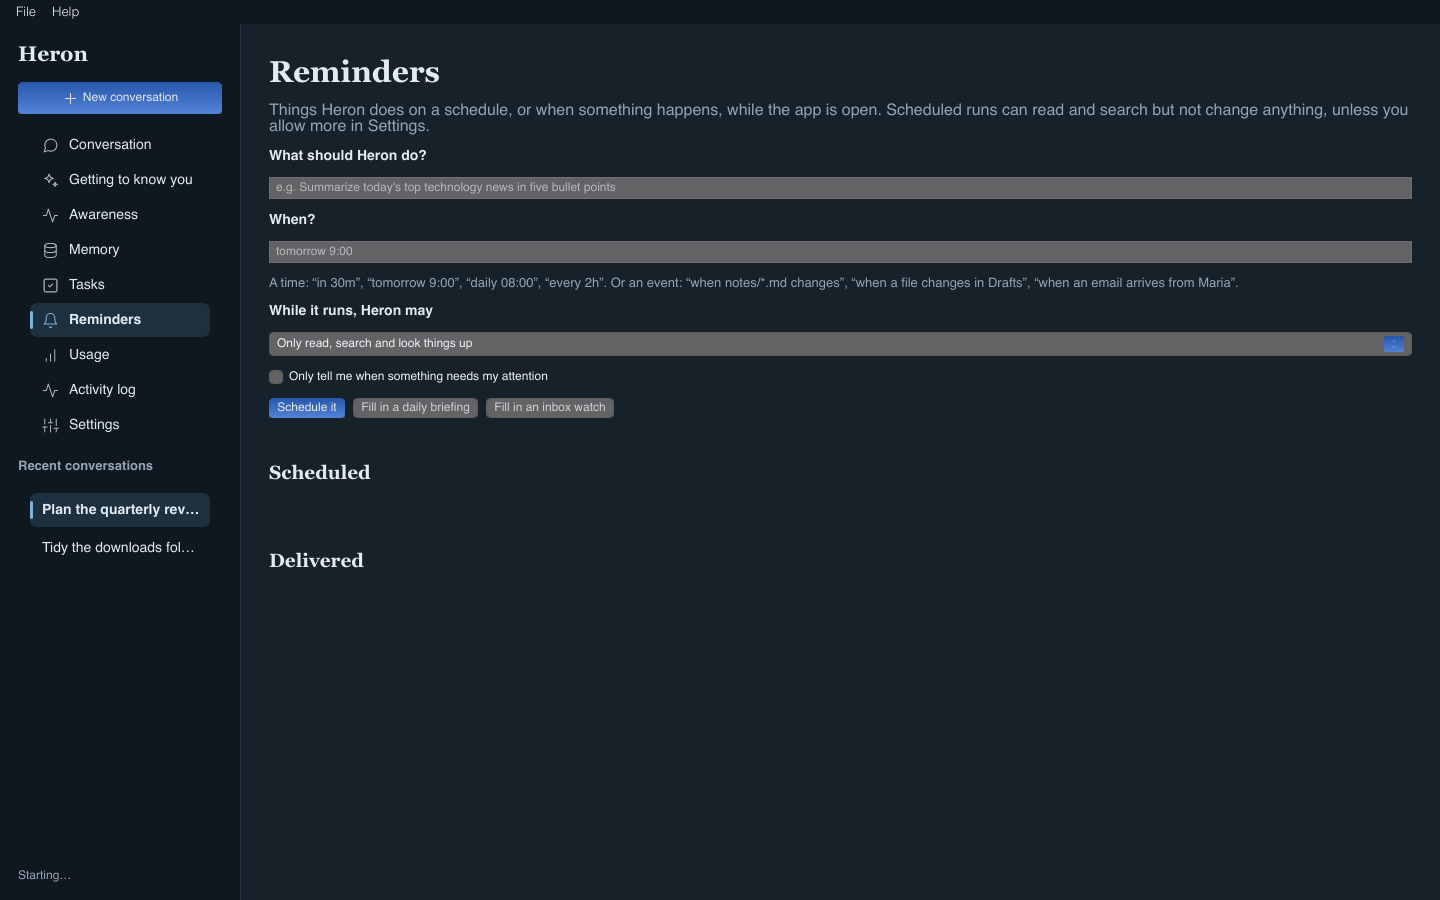 File Help
Heron
New conversation
Conversation
Getting to know you
Awareness
Memory
Tasks
Reminders
Usage
Activity log
Settings
Recent conversations
Plan the quarterly rev…
Tidy the downloads fol…
Starting…
Reminders
Things Heron does on a schedule, or when something happens, while the app is open. Scheduled runs can read and search but not change anything, unless you
allow more in Settings.
What should Heron do?
e.g. Summarize today's top technology news in five bullet points
When?
tomorrow 9:00
A time: “in 30m”, “tomorrow 9:00”, “daily 08:00”, “every 2h”. Or an event: “when notes/*.md changes”, “when a file changes in Drafts”, “when an email arrives from Maria”.
While it runs, Heron may
Only read, search and look things up
Only tell me when something needs my attention
Schedule it
Fill in a daily briefing
Fill in an inbox watch
Scheduled
Delivered